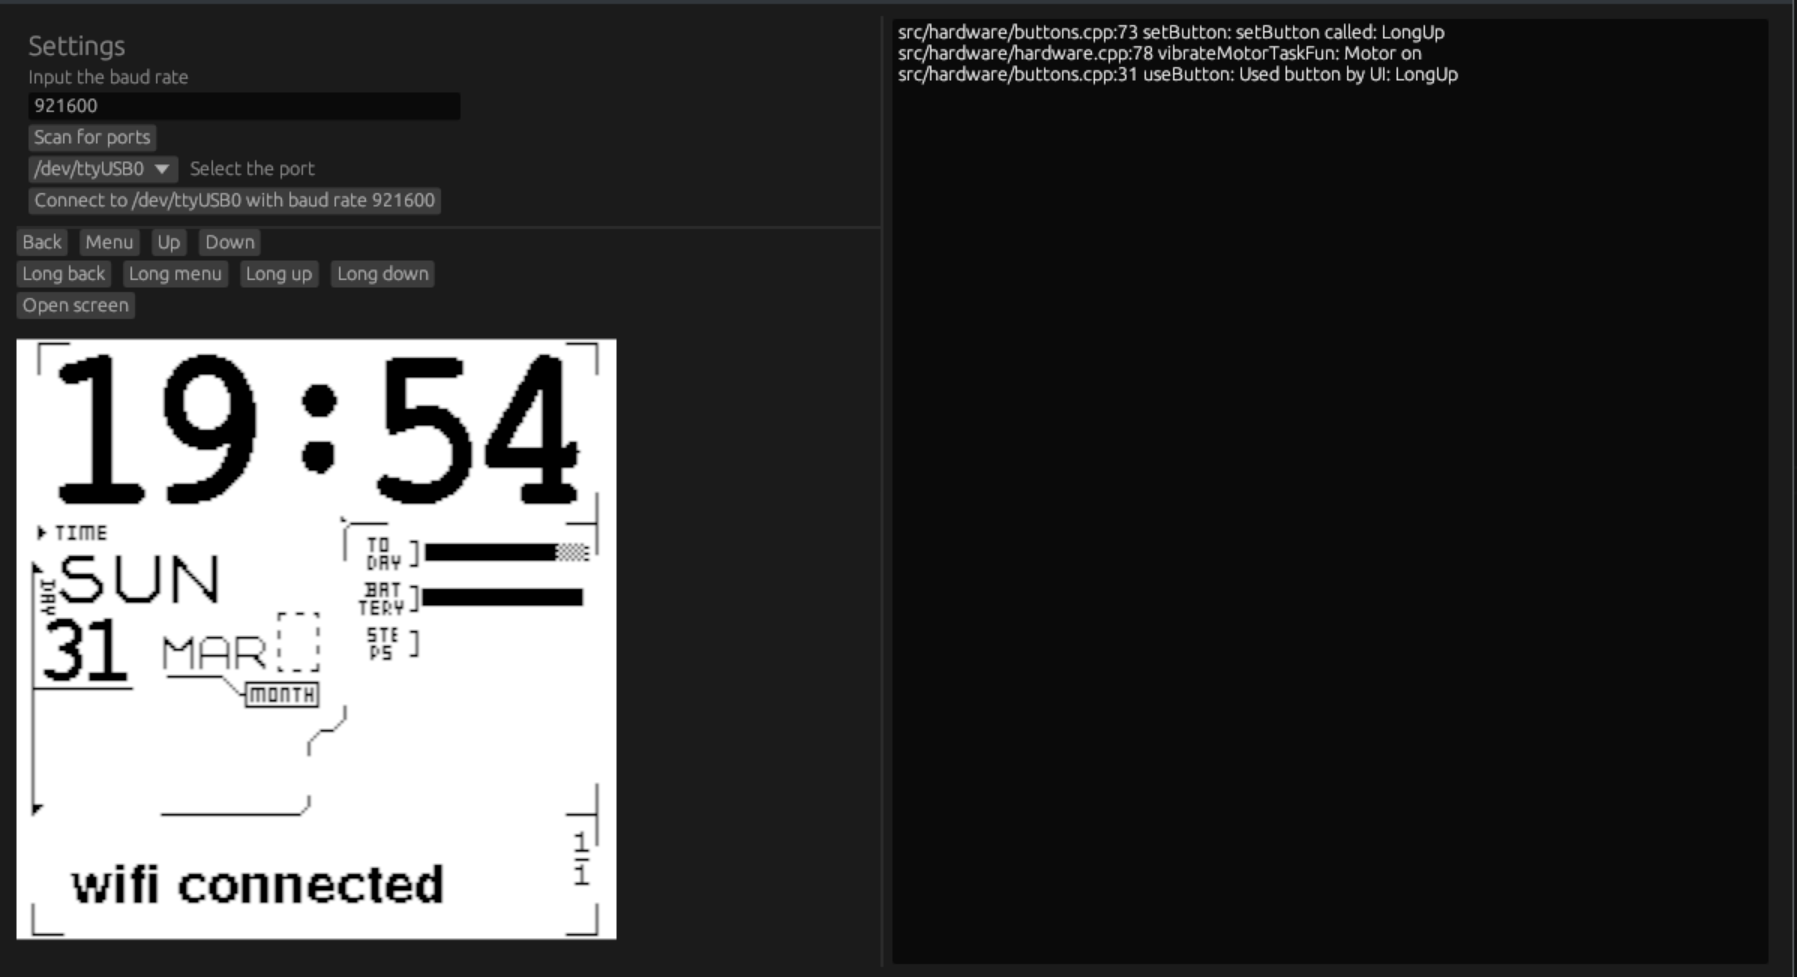 Settings
Input the baud rate
921600
Scan for ports
/dev/ttyUSB0 Select the port
Connect to /dev/ttyUSB0 with baud rate 921600
Back Menu Up Down
Long back Long menu Long up Long down
Open screen
19:54
TIME
SUN
DAY
31
MAR
MONTH
TO
DAY
BAT
TERY
STE
PS
1
1
wifi connected
src/hardware/buttons.cpp:73 setButton: setButton called: LongUp
src/hardware/hardware.cpp:78 vibrateMotorTaskFun: Motor on
src/hardware/buttons.cpp:31 useButton: Used button by UI: LongUp